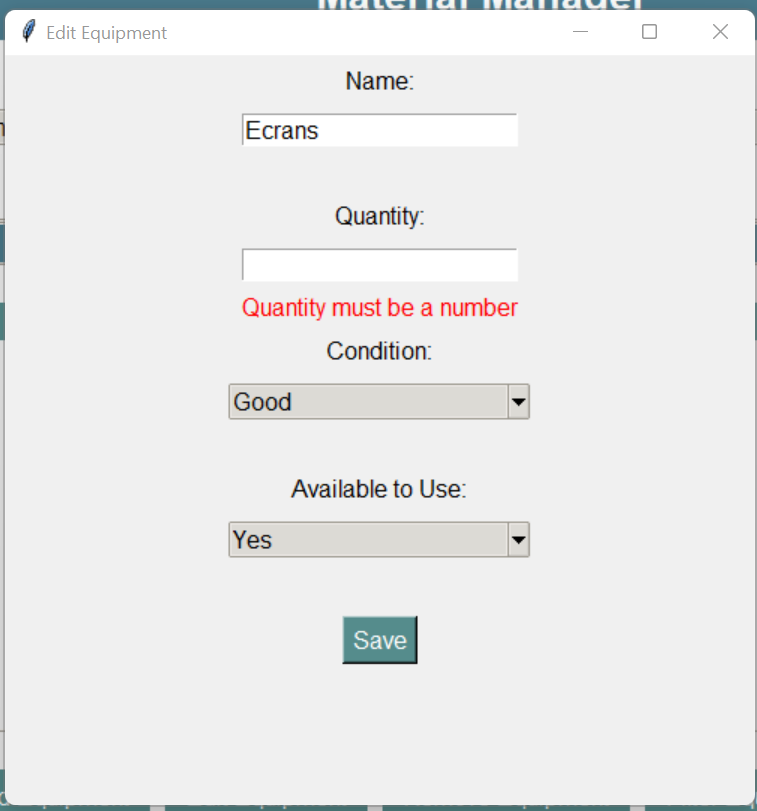 Material Manager
Edit Equipment
Name:
Ecrans
Quantity:
Quantity must be a number
Condition:
Good
Available to Use:
Yes
Save